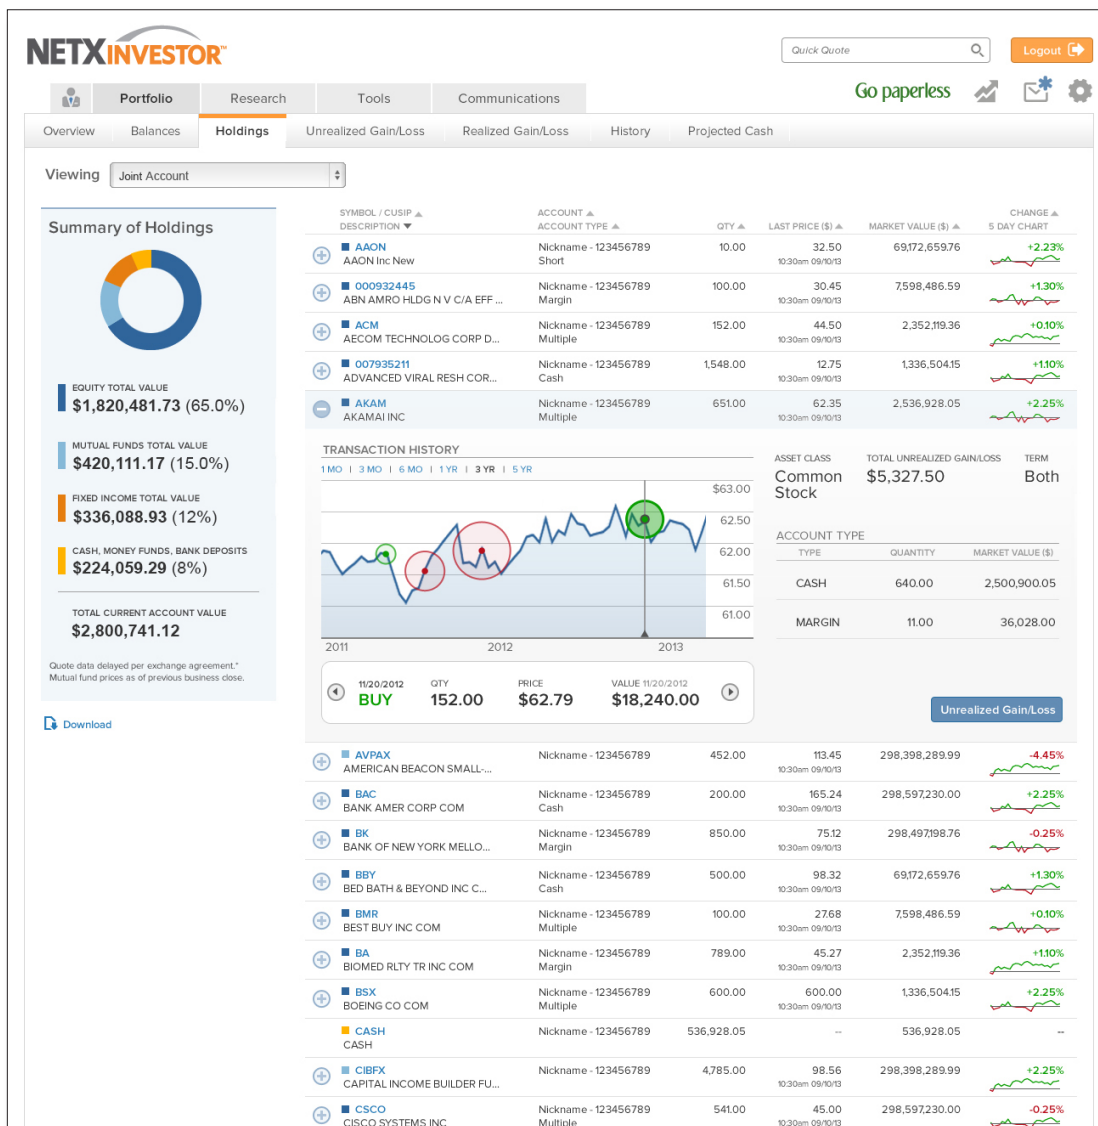 NETXINVESTOR™
Quick Quote
Logout
Go paperless
Portfolio Research Tools Communications
Overview Balances Holdings Unrealized Gain/Loss Realized Gain/Loss History Projected Cash
Viewing Joint Account
Summary of Holdings
EQUITY TOTAL VALUE
$1,820,481.73 (65.0%)
MUTUAL FUNDS TOTAL VALUE
$420,111.17 (15.0%)
FIXED INCOME TOTAL VALUE
$336,088.93 (12%)
CASH, MONEY FUNDS, BANK DEPOSITS
$224,059.29 (8%)
TOTAL CURRENT ACCOUNT VALUE
$2,800,741.12
Quote data delayed per exchange agreement.*
Mutual fund prices as of previous business close.
Download
SYMBOL / CUSIP ACCOUNT CHANGE
DESCRIPTION ACCOUNT TYPE QTY LAST PRICE ($) MARKET VALUE ($) 5 DAY CHART
AAON Nickname - 123456789 10.00 32.50 69,172,659.76 +2.23%
AAON Inc New Short 10:30am 09/10/13
000932445 Nickname - 123456789 100.00 30.45 7,598,486.59 +1.30%
ABN AMRO HLDG N V C/A EFF ... Margin 10:30am 09/10/13
ACM Nickname - 123456789 152.00 44.50 2,352,119.36 +0.10%
AECOM TECHNOLOG CORP D... Multiple 10:30am 09/10/13
007935211 Nickname - 123456789 1,548.00 12.75 1,336,504.15 +1.10%
ADVANCED VIRAL RESH COR... Cash 10:30am 09/10/13
AKAM Nickname - 123456789 651.00 62.35 2,536,928.05 +2.25%
AKAMAI INC Multiple 10:30am 09/10/13
TRANSACTION HISTORY
1 MO | 3 MO | 6 MO | 1 YR | 3 YR | 5 YR
$63.00
62.50
62.00
61.50
61.00
2011 2012 2013
11/20/2012 QTY PRICE VALUE 11/20/2012
BUY 152.00 $62.79 $18,240.00
ASSET CLASS TOTAL UNREALIZED GAIN/LOSS TERM
Common $5,327.50 Both
Stock
ACCOUNT TYPE
TYPE QUANTITY MARKET VALUE ($)
CASH 640.00 2,500,900.05
MARGIN 11.00 36,028.00
Unrealized Gain/Loss
AVPAX Nickname - 123456789 452.00 113.45 298,398,289.99 -4.45%
AMERICAN BEACON SMALL-... 10:30am 09/10/13
BAC Nickname - 123456789 200.00 165.24 298,597,230.00 +2.25%
BANK AMER CORP COM Cash 10:30am 09/10/13
BK Nickname - 123456789 850.00 75.12 298,497,198.76 -0.25%
BANK OF NEW YORK MELLO... Margin 10:30am 09/10/13
BBY Nickname - 123456789 500.00 98.32 69,172,659.76 +1.30%
BED BATH & BEYOND INC C... Cash 10:30am 09/10/13
BMR Nickname - 123456789 100.00 27.68 7,598,486.59 +0.10%
BEST BUY INC COM Multiple 10:30am 09/10/13
BA Nickname - 123456789 789.00 45.27 2,352,119.36 +1.10%
BIOMED RLTY TR INC COM Margin 10:30am 09/10/13
BSX Nickname - 123456789 600.00 600.00 1,336,504.15 +2.25%
BOEING CO COM Multiple 10:30am 09/10/13
CASH Nickname - 123456789 536,928.05 -- 536,928.05 --
CASH
CIBFX Nickname - 123456789 4,785.00 98.56 298,398,289.99 +2.25%
CAPITAL INCOME BUILDER FU... 10:30am 09/10/13
CSCO Nickname - 123456789 541.00 45.00 298,597,230.00 -0.25%
CISCO SYSTEMS INC Multiple 10:30am 09/10/13